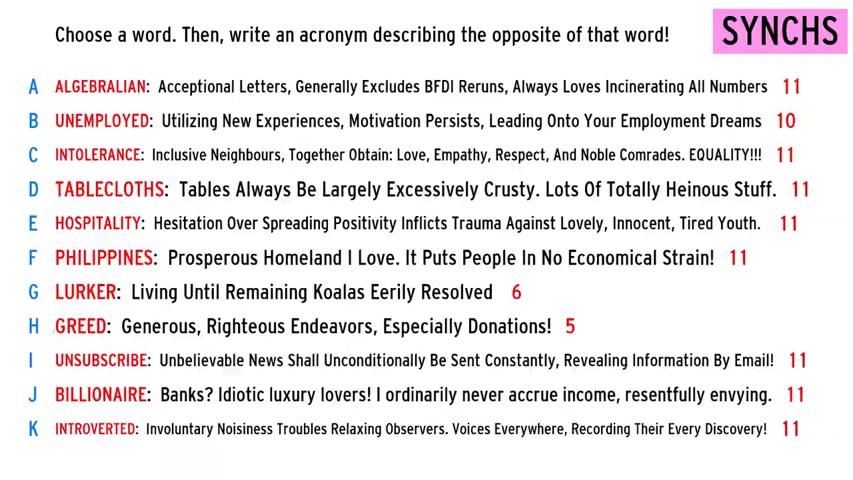 Choose a word. Then, write an acronym describing the opposite of that word!
SYNCHS
A ALGEBRALIAN: Acceptional Letters, Generally Excludes BFDI Reruns, Always Loves Incinerating All Numbers 11
B UNEMPLOYED: Utilizing New Experiences, Motivation Persists, Leading Onto Your Employment Dreams 10
C INTOLERANCE: Inclusive Neighbours, Together Obtain: Love, Empathy, Respect, And Noble Comrades. EQUALITY!!! 11
D TABLECLOTHS: Tables Always Be Largely Excessively Crusty. Lots Of Totally Heinous Stuff. 11
E HOSPITALITY: Hesitation Over Spreading Positivity Inflicts Trauma Against Lovely, Innocent, Tired Youth. 11
F PHILIPPINES: Prosperous Homeland I Love. It Puts People In No Economical Strain! 11
G LURKER: Living Until Remaining Koalas Eerily Resolved 6
H GREED: Generous, Righteous Endeavors, Especially Donations! 5
I UNSUBSCRIBE: Unbelievable News Shall Unconditionally Be Sent Constantly, Revealing Information By Email! 11
J BILLIONAIRE: Banks? Idiotic luxury lovers! I ordinarily never accrue income, resentfully envying. 11
K INTROVERTED: Involuntary Noisiness Troubles Relaxing Observers. Voices Everywhere, Recording Their Every Discovery! 11